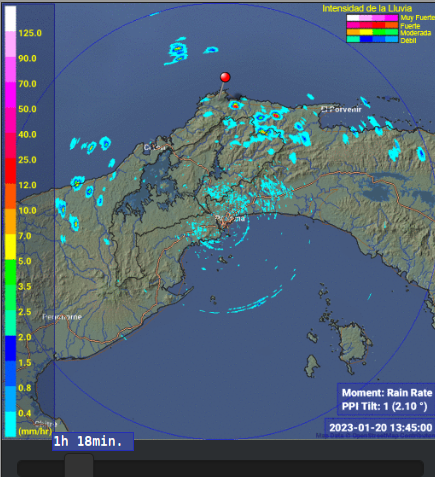 Intensidad de la Lluvia
Muy Fuerte
Fuerte
Moderada
Débil
125.0
90.0
70.0
50.0
40.0
25.0
12.0
10.0
7.0
5.0
3.5
2.5
2.0
1.5
0.8
0.4
(mm/hr)
El Porvenir
Colon
Penonome
Moment: Rain Rate
PPI Tilt: 1 (2.10 °)
2023-01-20 13:45:00
1h 18min.